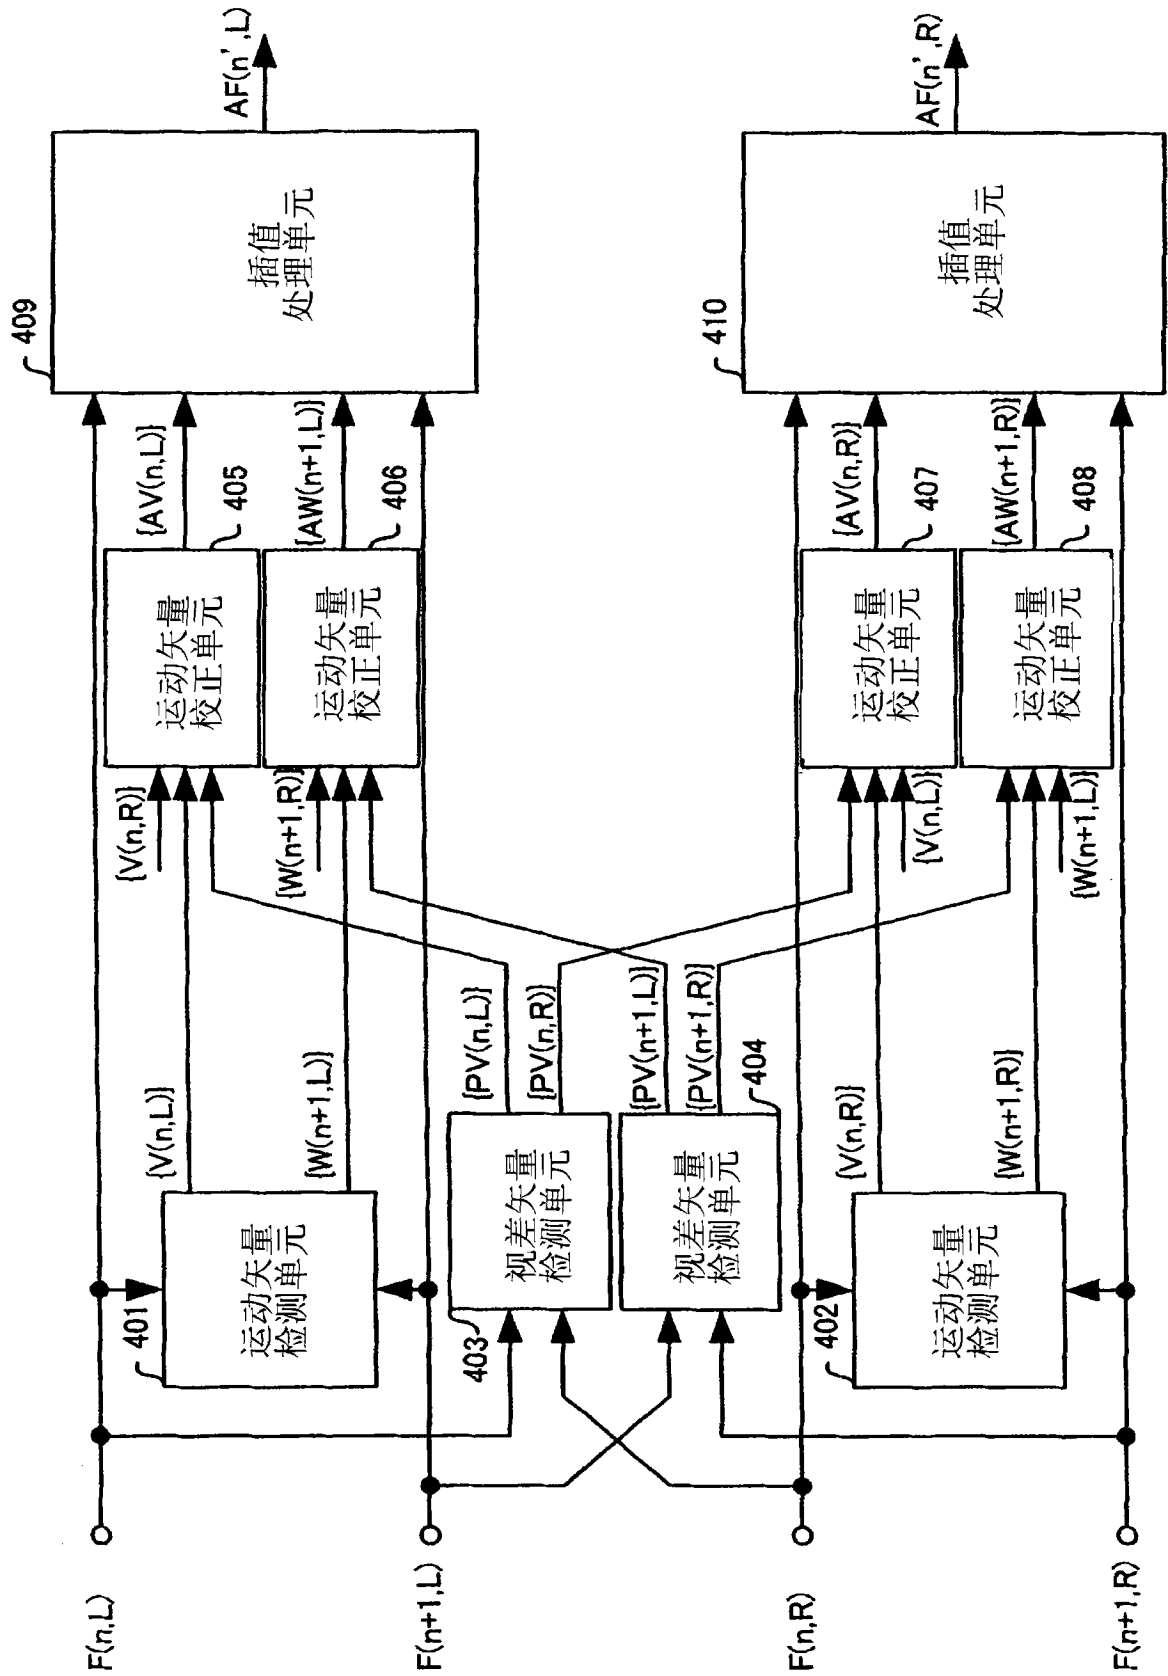 F(n,L)
F(n+1,L)
F(n,R)
F(n+1,R)
401
运动矢量
检测单元
402
运动矢量
检测单元
403
视差矢量
检测单元
404
视差矢量
检测单元
{V(n,L)}
{W(n+1,L)}
{PV(n,L)}
{PV(n,R)}
{PV(n+1,L)}
{PV(n+1,R)}
{V(n,R)}
{W(n+1,R)}
{V(n,R)}
{W(n+1,R)}
{V(n,L)}
{W(n+1,L)}
运动矢量
校正单元
405
运动矢量
校正单元
406
运动矢量
校正单元
407
运动矢量
校正单元
408
{AV(n,L)}
{AW(n+1,L)}
{AV(n,R)}
{AW(n+1,R)}
409
插值
处理单元
410
插值
处理单元
AF(n',L)
AF(n',R)